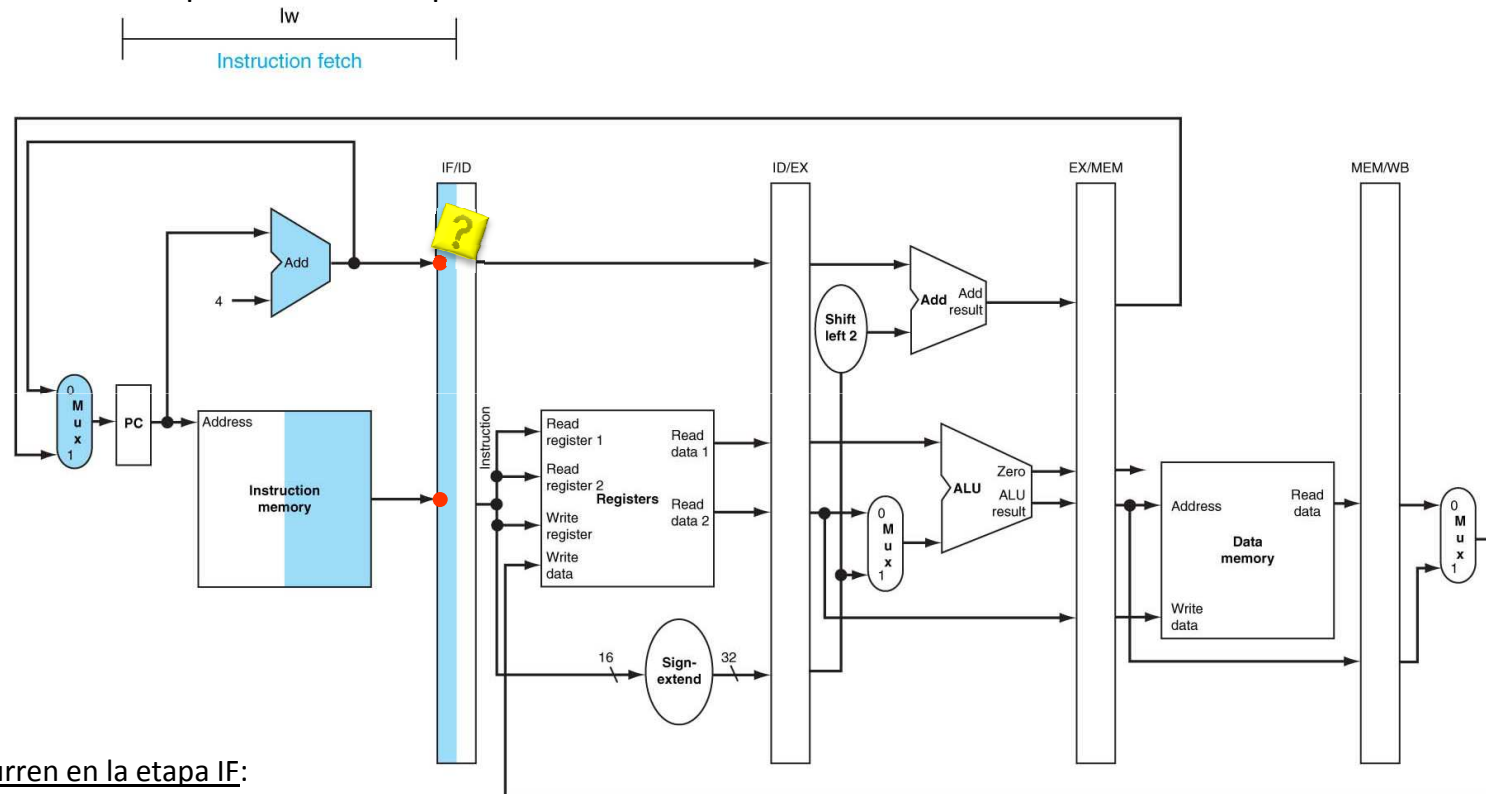 lw
Instruction fetch
IF/ID
ID/EX
EX/MEM
MEM/WB
?
Add
4
Shift
left 2
Add
Add
result
0
M
u
x
1
PC
Address
Instruction
memory
Instruction
Read
register 1
Read
register 2
Registers
Write
register
Write
data
Read
data 1
Read
data 2
0
M
u
x
1
Zero
ALU
ALU
result
Address
Read
data
Data
memory
Write
data
0
M
u
x
1
16
Sign-
extend
32
urren en la etapa IF: